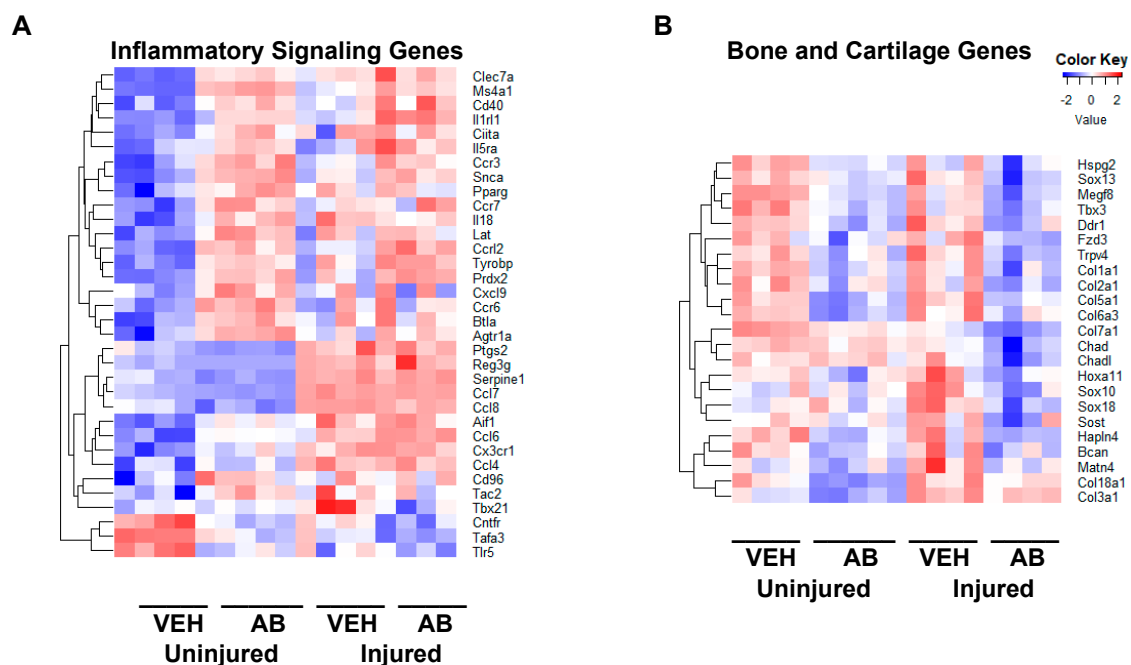 A
Inflammatory Signaling Genes
Clec7a
Ms4a1
Cd40
Il1rl1
Ciita
Il5ra
Ccr3
Snca
Pparg
Ccr7
Il18
Lat
Ccrl2
Tyrobp
Prdx2
Cxcl9
Ccr6
Btla
Agtr1a
Ptgs2
Reg3g
Serpine1
Ccl7
Ccl8
Aif1
Ccl6
Cx3cr1
Ccl4
Cd96
Tac2
Tbx21
Cntfr
Tafa3
Tlr5
VEH AB VEH AB
Uninjured Injured
B
Bone and Cartilage Genes
Color Key
-2 0 2
Value
Hspg2
Sox13
Megf8
Tbx3
Ddr1
Fzd3
Trpv4
Col1a1
Col2a1
Col5a1
Col6a3
Col7a1
Chad
Chadl
Hoxa11
Sox10
Sox18
Sost
Hapln4
Bcan
Matn4
Col18a1
Col3a1
VEH AB VEH AB
Uninjured Injured